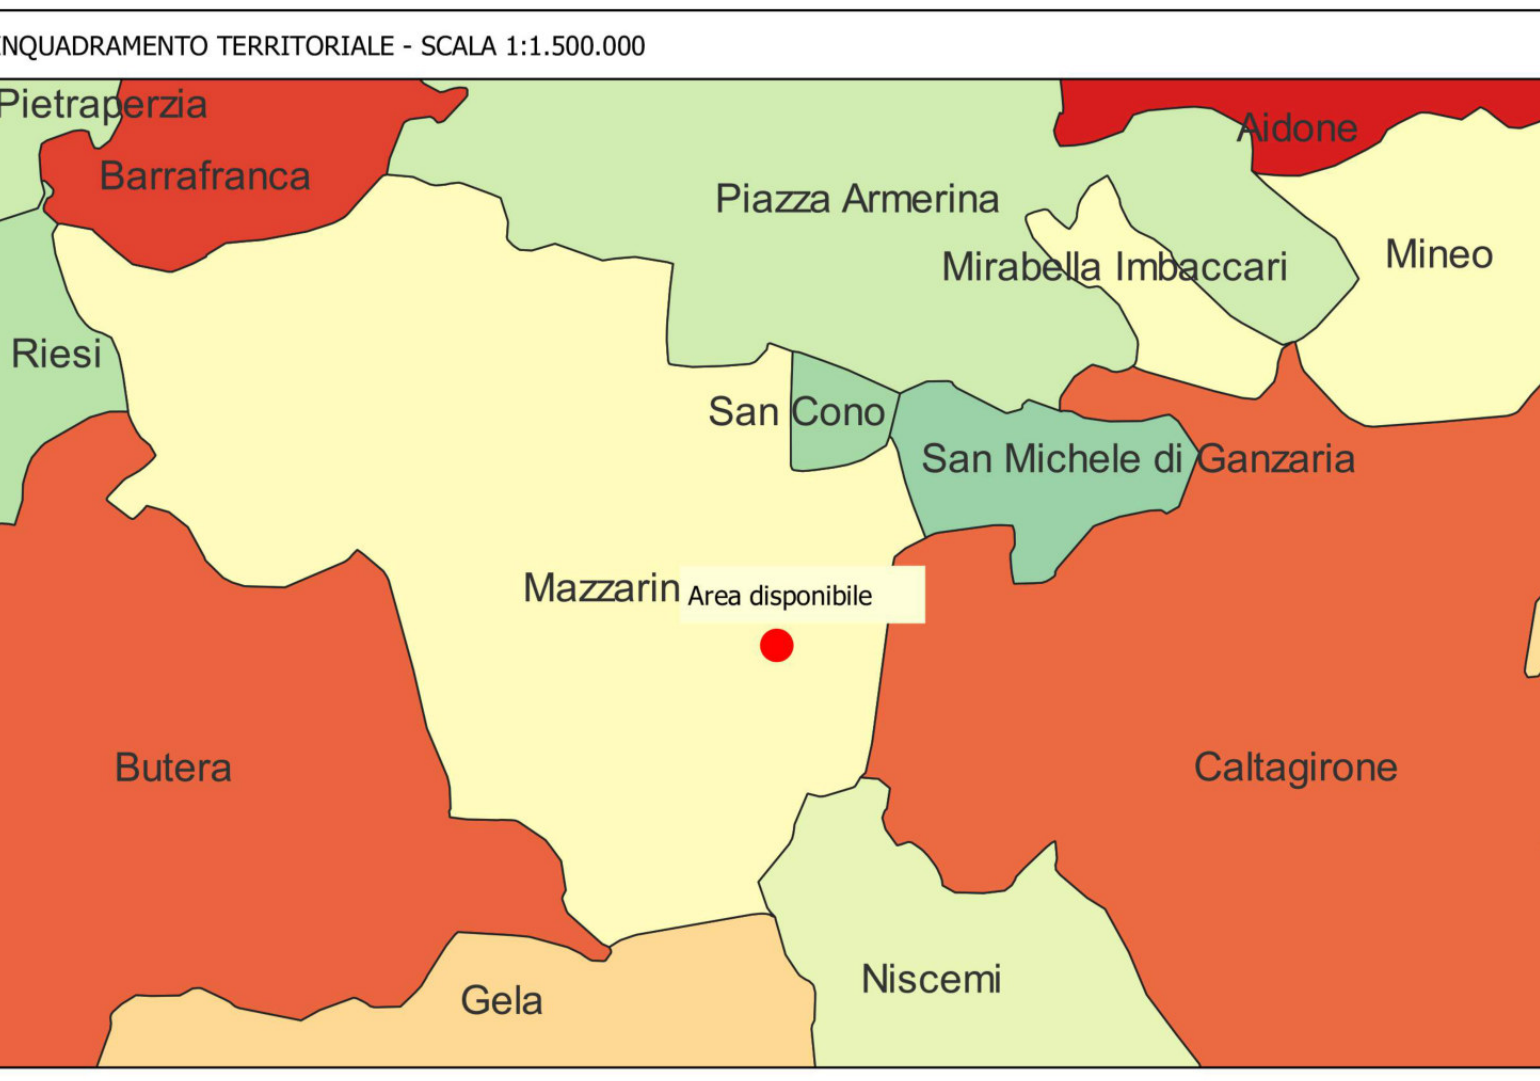 INQUADRAMENTO TERRITORIALE - SCALA 1:1.500.000
Pietraperzia
Aidone
Barrafranca
Piazza Armerina
Mineo
Mirabella Imbaccari
Riesi
San Cono
San Michele di Ganzaria
Mazzarin
Area disponibile
Butera
Caltagirone
Niscemi
Gela